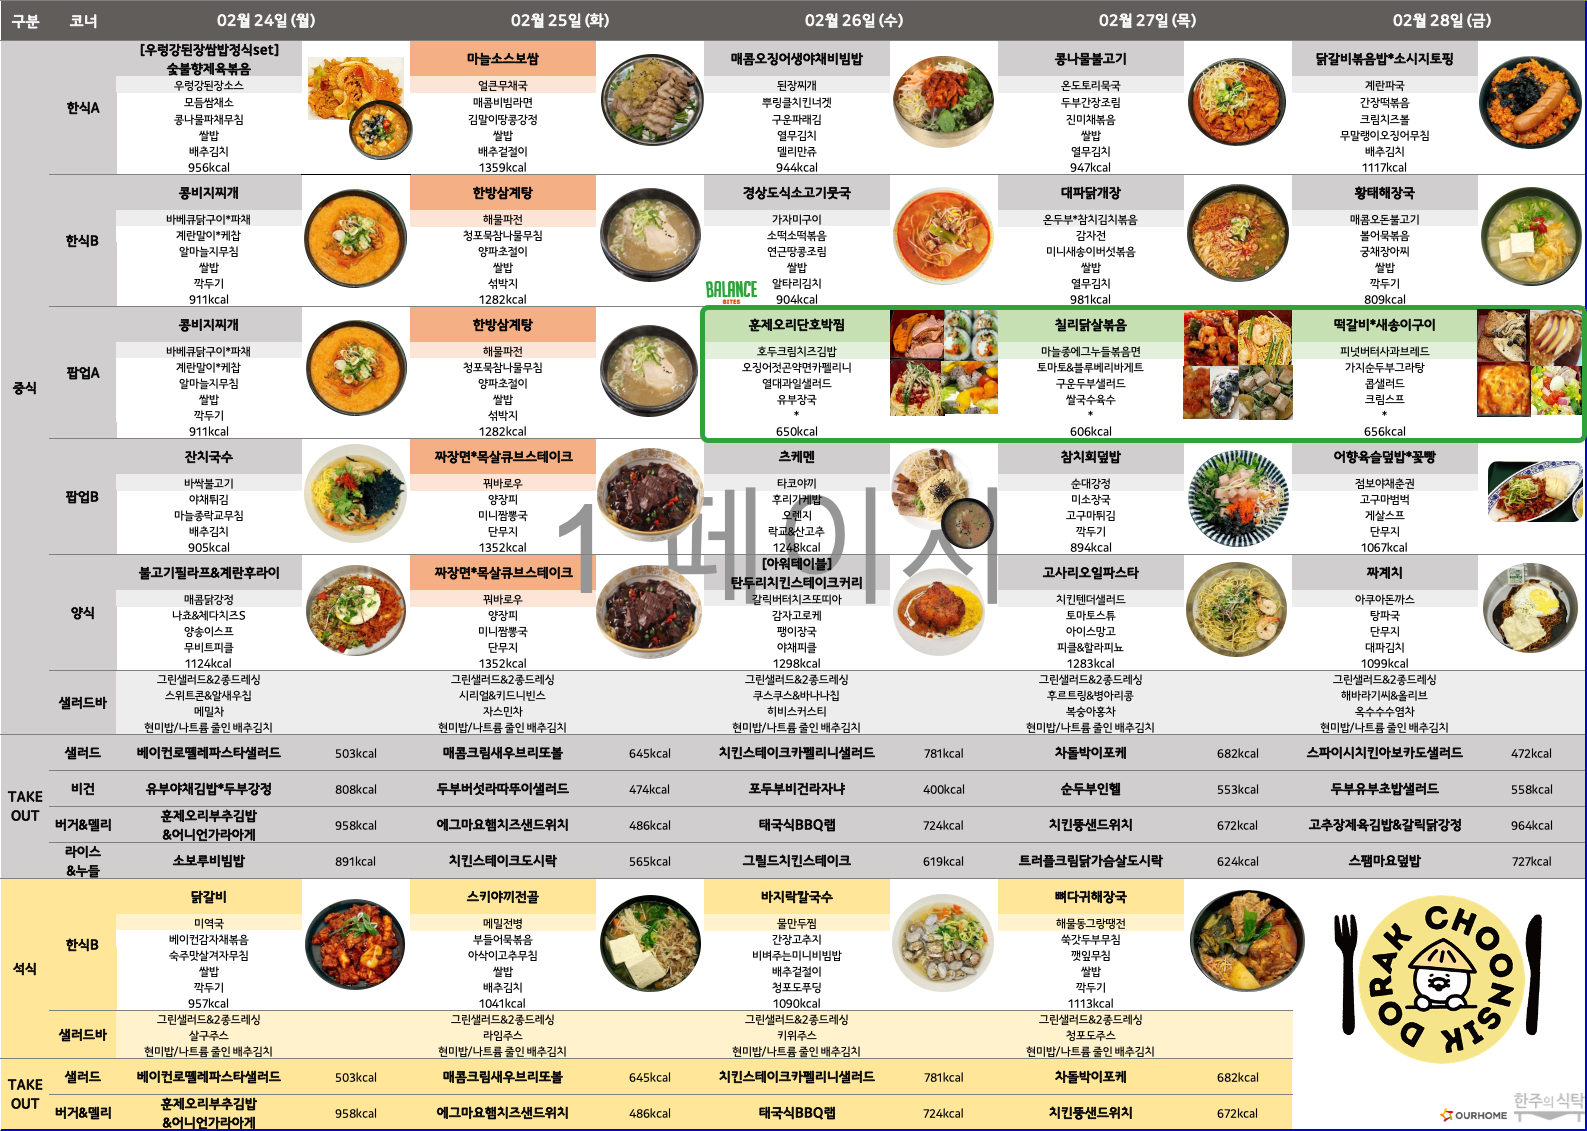 구분 코너 02월 24일 (월) 02월 25일 (화) 02월 26일 (수) 02월 27일 (목) 02월 28일 (금)
중식
한식A
[우렁강된장쌈밥정식set]
숯불향제육볶음
우렁강된장소스
모듬쌈채소
콩나물파채무침
쌀밥
배추김치
956kcal
마늘소스보쌈
얼큰무채국
매콤비빔라면
김말이땅콩강정
쌀밥
배추겉절이
1359kcal
매콤오징어생야채비빔밥
된장찌개
뿌링클치킨너겟
구운파래김
열무김치
델리만쥬
944kcal
콩나물불고기
온도토리묵국
두부간장조림
진미채볶음
쌀밥
열무김치
947kcal
닭갈비볶음밥*소시지토핑
계란파국
간장떡볶음
크림치즈볼
무말랭이오징어무침
배추김치
1117kcal
한식B
콩비지찌개
바베큐닭구이*파채
계란말이*케찹
알마늘지무침
쌀밥
깍두기
911kcal
한방삼계탕
해물파전
청포묵참나물무침
양파초절이
쌀밥
섞박지
1282kcal
경상도식소고기뭇국
가자미구이
소떡소떡볶음
연근땅콩조림
쌀밥
알타리김치
904kcal
대파닭개장
온두부*참치김치볶음
감자전
미니새송이버섯볶음
쌀밥
열무김치
981kcal
황태해장국
매콤오돈불고기
볼어묵볶음
궁채장아찌
쌀밥
깍두기
809kcal
BALANCE
BITES
팝업A
콩비지찌개
바베큐닭구이*파채
계란말이*케찹
알마늘지무침
쌀밥
깍두기
911kcal
한방삼계탕
해물파전
청포묵참나물무침
양파초절이
쌀밥
섞박지
1282kcal
훈제오리단호박찜
호두크림치즈김밥
오징어젓곤약면카펠리니
열대과일샐러드
유부장국
*
650kcal
칠리닭살볶음
마늘종에그누들볶음면
토마토&블루베리바게트
구운두부샐러드
쌀국수육수
*
606kcal
떡갈비*새송이구이
피넛버터사과브레드
가지순두부그라탕
콥샐러드
크림스프
*
656kcal
팝업B
잔치국수
바싹불고기
야채튀김
마늘종락교무침
배추김치
905kcal
짜장면*목살큐브스테이크
꿔바로우
양장피
미니짬뽕국
단무지
1352kcal
츠케멘
타코야끼
후리가케밥
오렌지
락교&산고추
1248kcal
참치회덮밥
순대강정
미소장국
고구마튀김
깍두기
894kcal
어향육슬덮밥*꽃빵
점보야채춘권
고구마범벅
게살스프
단무지
1067kcal
1 페이지
양식
불고기필라프&계란후라이
매콤닭강정
나쵸&체다치즈S
양송이스프
무비트피클
1124kcal
짜장면*목살큐브스테이크
꿔바로우
양장피
미니짬뽕국
단무지
1352kcal
[아워테이블]
탄두리치킨스테이크커리
갈릭버터치즈또띠아
감자고로케
팽이장국
야채피클
1298kcal
고사리오일파스타
치킨텐더샐러드
토마토스튜
아이스망고
피클&할라피뇨
1283kcal
짜계치
아쿠아돈까스
탕파국
단무지
대파김치
1099kcal
샐러드바
그린샐러드&2종드레싱
스위트콘&알새우칩
메밀차
현미밥/나트륨 줄인 배추김치
그린샐러드&2종드레싱
시리얼&키드니빈스
자스민차
현미밥/나트륨 줄인 배추김치
그린샐러드&2종드레싱
쿠스쿠스&바나나칩
히비스커스티
현미밥/나트륨 줄인 배추김치
그린샐러드&2종드레싱
후르트링&병아리콩
복숭아홍차
현미밥/나트륨 줄인 배추김치
그린샐러드&2종드레싱
해바라기씨&올리브
옥수수수염차
현미밥/나트륨 줄인 배추김치
TAKE
OUT
샐러드 베이컨로뗄레파스타샐러드 503kcal 매콤크림새우브리또볼 645kcal 치킨스테이크카펠리니샐러드 781kcal 차돌박이포케 682kcal 스파이시치킨아보카도샐러드 472kcal
비건 유부야채김밥*두부강정 808kcal 두부버섯라따뚜이샐러드 474kcal 포두부비건라자냐 400kcal 순두부인헬 553kcal 두부유부초밥샐러드 558kcal
버거&델리 훈제오리부추김밥
&어니언가라아게 958kcal 에그마요햄치즈샌드위치 486kcal 태국식BBQ랩 724kcal 치킨뚱샌드위치 672kcal 고추장제육김밥&갈릭닭강정 964kcal
라이스
&누들 소보루비빔밥 891kcal 치킨스테이크도시락 565kcal 그릴드치킨스테이크 619kcal 트러플크림닭가슴살도시락 624kcal 스팸마요덮밥 727kcal
석식
한식B
닭갈비
미역국
베이컨감자채볶음
숙주맛살겨자무침
쌀밥
깍두기
957kcal
스키야끼전골
메밀전병
부들어묵볶음
아삭이고추무침
쌀밥
배추김치
1041kcal
바지락칼국수
물만두찜
간장고추지
비벼주는미니비빔밥
배추겉절이
청포도푸딩
1090kcal
뼈다귀해장국
해물동그랑땡전
쑥갓두부무침
깻잎무침
쌀밥
깍두기
1113kcal
샐러드바
그린샐러드&2종드레싱
살구주스
현미밥/나트륨 줄인 배추김치
그린샐러드&2종드레싱
라임주스
현미밥/나트륨 줄인 배추김치
그린샐러드&2종드레싱
키위주스
현미밥/나트륨 줄인 배추김치
그린샐러드&2종드레싱
청포도주스
현미밥/나트륨 줄인 배추김치
TAKE
OUT
샐러드 베이컨로뗄레파스타샐러드 503kcal 매콤크림새우브리또볼 645kcal 치킨스테이크카펠리니샐러드 781kcal 차돌박이포케 682kcal
버거&델리 훈제오리부추김밥
&어니언가라아게 958kcal 에그마요햄치즈샌드위치 486kcal 태국식BBQ랩 724kcal 치킨뚱샌드위치 672kcal
CHOONSIK DORAK
OURHOME
한주의 식탁